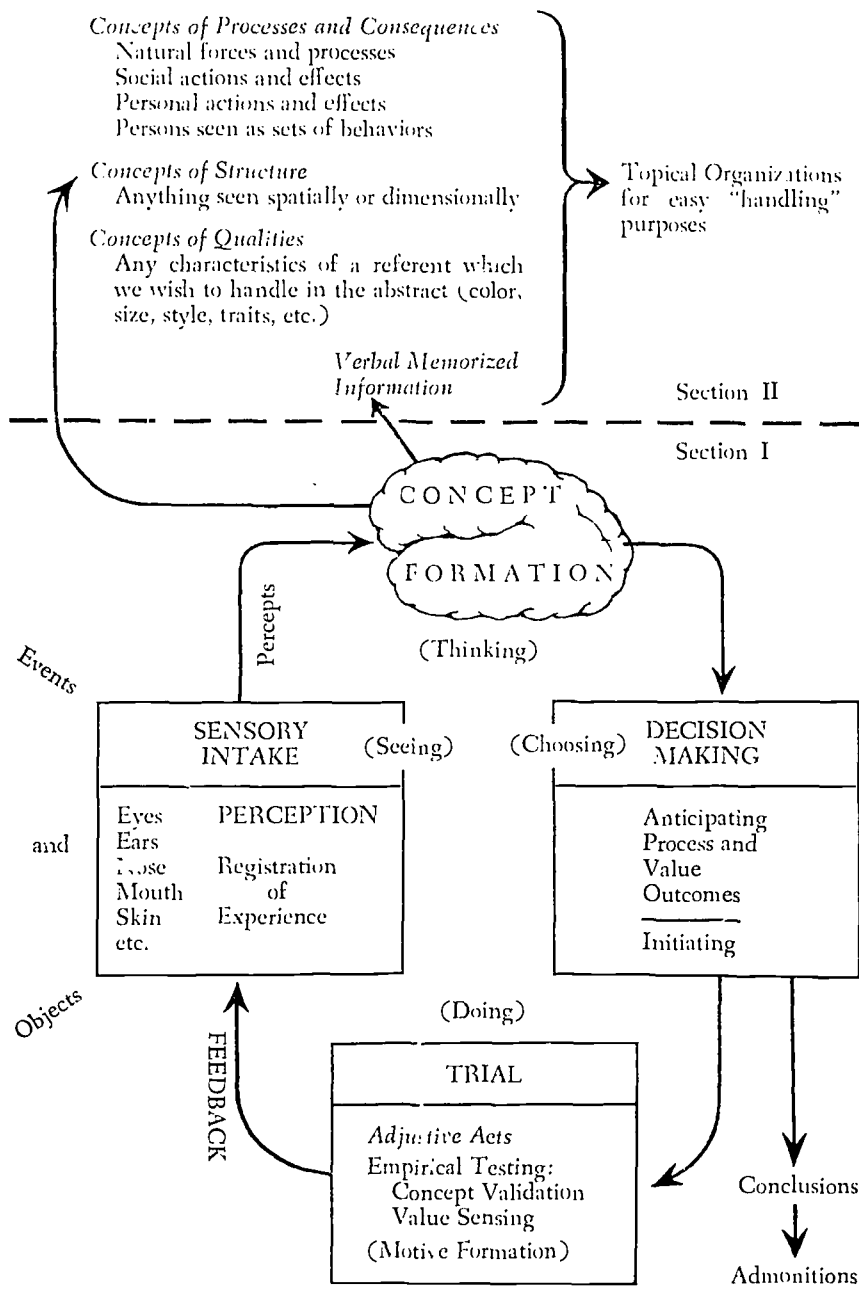 Concepts of Processes and Consequences
Natural forces and processes
Social actions and effects
Personal actions and effects
Persons seen as sets of behaviors
Concepts of Structure
Anything seen spatially or dimensionally
Concepts of Qualities
Any characteristics of a referent which
we wish to handle in the abstract (color,
size, style, traits, etc.)
Verbal Memorized
Information
Topical Organizations
for easy "handling"
purposes
Section II
Section I
CONCEPT
FORMATION
(Thinking)
Percepts
Events
and
Objects
SENSORY
INTAKE
(Seeing)
Eyes
Ears
Nose
Mouth
Skin
etc.
PERCEPTION
Registration
of
Experience
(Choosing)
DECISION
MAKING
Anticipating
Process and
Value
Outcomes
Initiating
(Doing)
FEEDBACK
TRIAL
Adjustive Acts
Empirical Testing:
Concept Validation
Value Sensing
(Motive Formation)
Conclusions
Admonitions